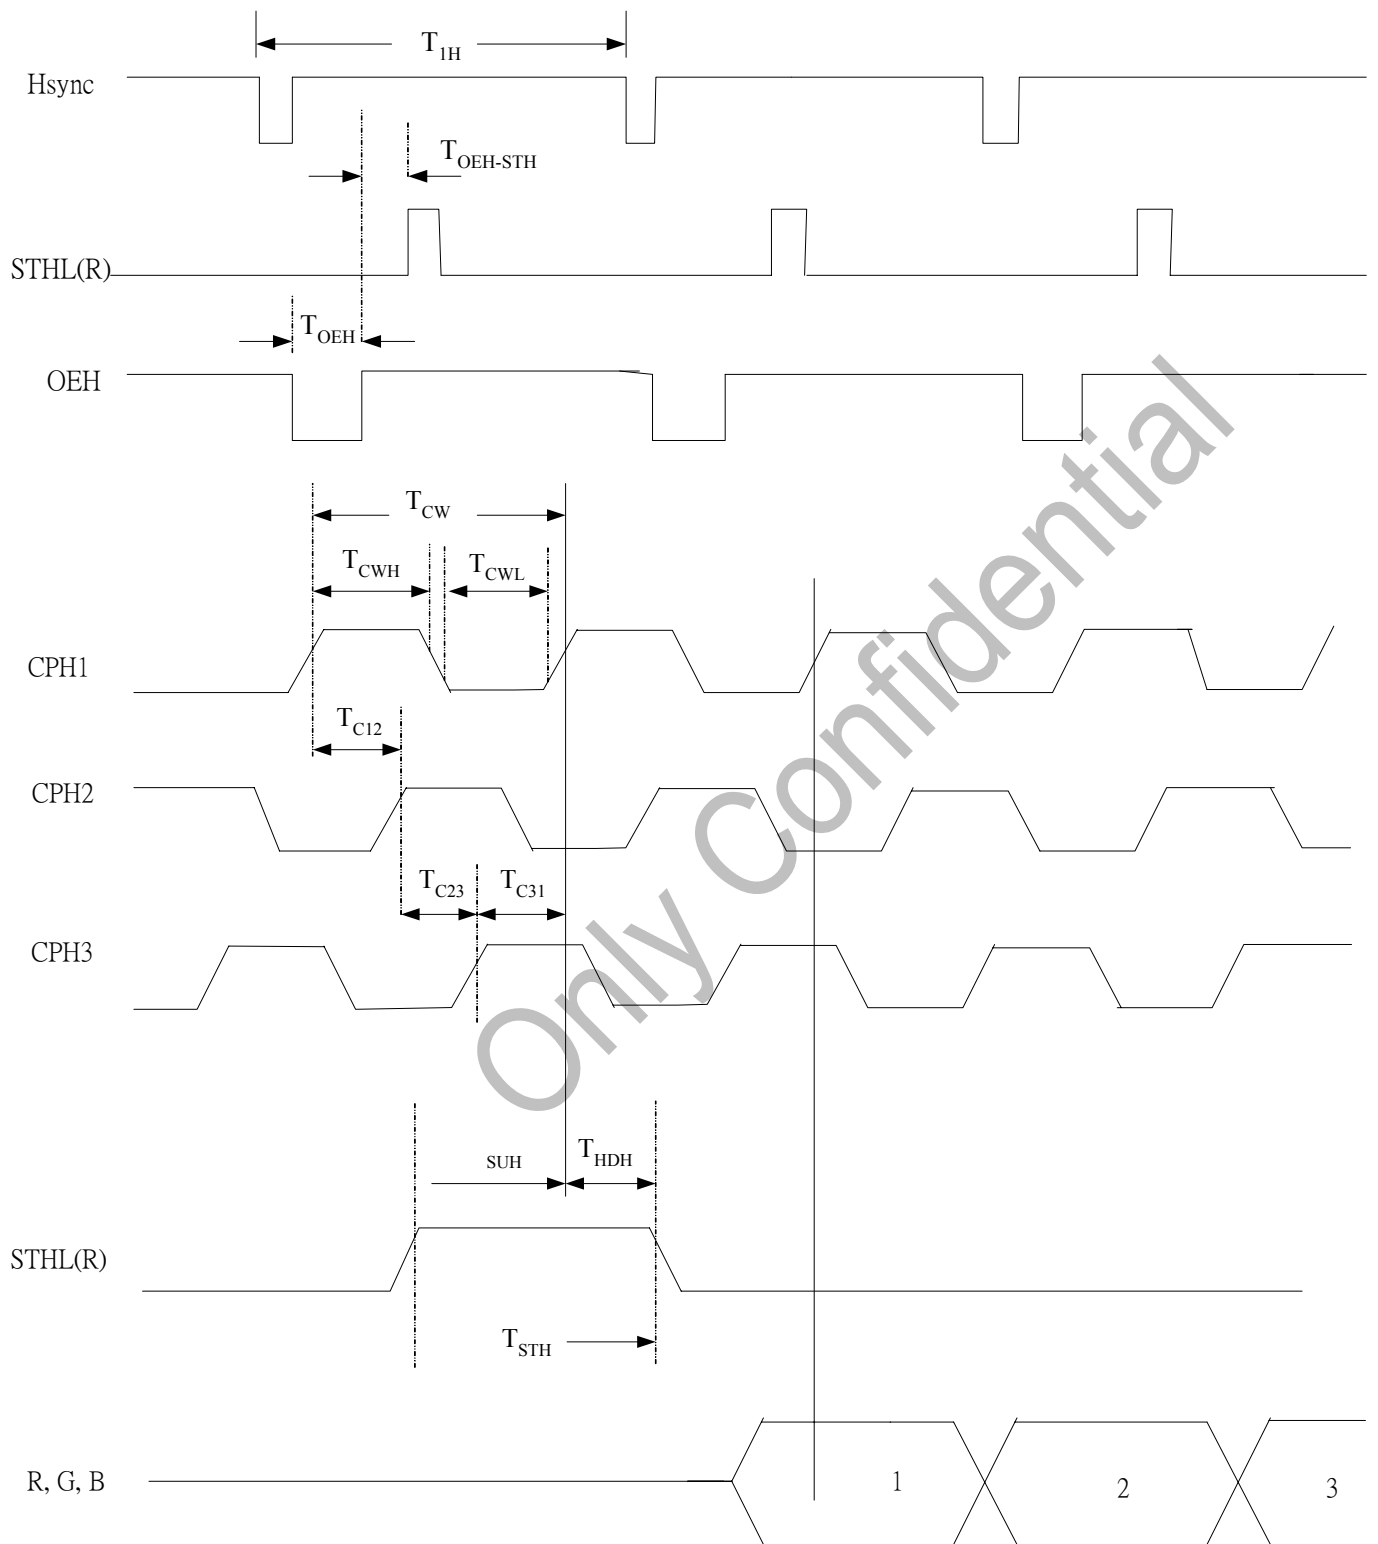 T1H
Hsync
TOEH-STH
STHL(R)
TOEH
OEH
TCW
TCWH
TCWL
CPH1
TC12
CPH2
TC23
TC31
CPH3
SUH
THDH
STHL(R)
TSTH
R, G, B
1
2
3
Only Confidential